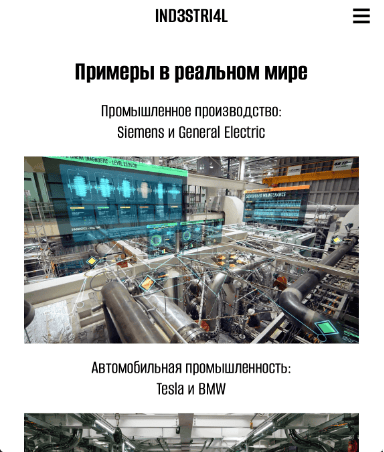 IND3STRI4L
Примеры в реальном мире
Промышленное производство:
Siemens и General Electric
Автомобильная промышленность:
Tesla и BMW